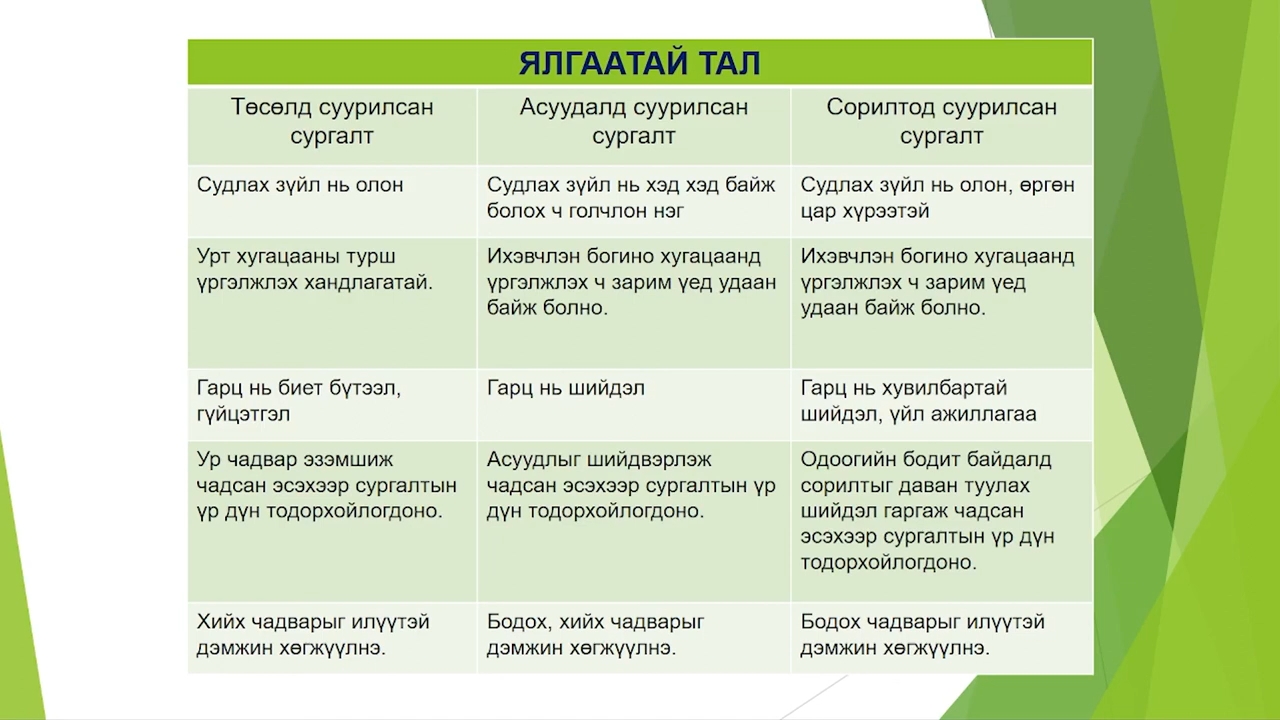 ЯЛГААТАЙ ТАЛ
Төсөлд суурилсан
сургалт
Асуудалд суурилсан
сургалт
Сорилтод суурилсан
сургалт
Судлах зүйл нь олон
Судлах зүйл нь хэд хэд байж
болох ч голчлон нэг
Судлах зүйл нь олон, өргөн
цар хүрээтэй
Урт хугацааны турш
үргэлжлэх хандлагатай.
Ихэвчлэн богино хугацаанд
үргэлжлэх ч зарим үед удаан
байж болно.
Ихэвчлэн богино хугацаанд
үргэлжлэх ч зарим үед
удаан байж болно.
Гарц нь биет бүтээл,
гүйцэтгэл
Гарц нь шийдэл
Гарц нь хувилбартай
шийдэл, үйл ажиллагаа
Ур чадвар эзэмшиж
чадсан эсэхээр сургалтын
үр дүн тодорхойлогдоно.
Асуудлыг шийдвэрлэж
чадсан эсэхээр сургалтын үр
дүн тодорхойлогдоно.
Одоогийн бодит байдалд
сорилтыг даван туулах
шийдэл гаргаж чадсан
эсэхээр сургалтын үр дүн
тодорхойлогдоно.
Хийх чадварыг илүүтэй
дэмжин хөгжүүлнэ.
Бодох, хийх чадварыг
дэмжин хөгжүүлнэ.
Бодох чадварыг илүүтэй
дэмжин хөгжүүлнэ.